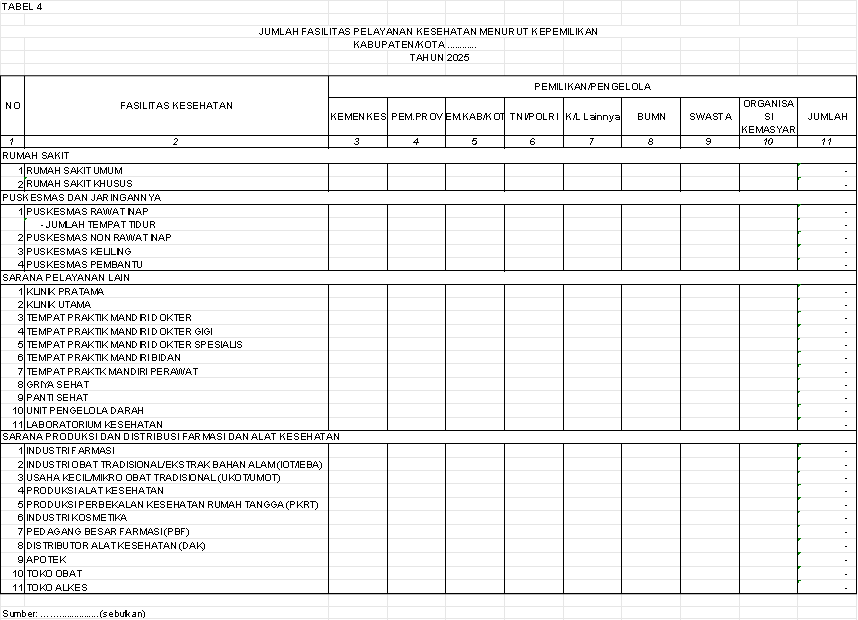 TABEL 4
JUMLAH FASILITAS PELAYANAN KESEHATAN MENURUT KEPEMILIKAN
KABUPATEN/KOTA ............
TAHUN 2025
NO FASILITAS KESEHATAN PEMILIKAN/PENGELOLA
KEMENKES PEM.PROV EM.KAB/KOT TNI/POLRI K/L Lainnya BUMN SWASTA ORGANISASI KEMASYAR JUMLAH
1 2 3 4 5 6 7 8 9 10 11
RUMAH SAKIT
1 RUMAH SAKIT UMUM -
2 RUMAH SAKIT KHUSUS -
PUSKESMAS DAN JARINGANNYA
1 PUSKESMAS RAWAT INAP -
- JUMLAH TEMPAT TIDUR -
2 PUSKESMAS NON RAWAT INAP -
3 PUSKESMAS KELILING -
4 PUSKESMAS PEMBANTU -
SARANA PELAYANAN LAIN
1 KLINIK PRATAMA -
2 KLINIK UTAMA -
3 TEMPAT PRAKTIK MANDIRI DOKTER -
4 TEMPAT PRAKTIK MANDIRI DOKTER GIGI -
5 TEMPAT PRAKTIK MANDIRI DOKTER SPESIALIS -
6 TEMPAT PRAKTIK MANDIRI BIDAN -
7 TEMPAT PRAKTK MANDIRI PERAWAT -
8 GRIYA SEHAT -
9 PANTI SEHAT -
10 UNIT PENGELOLA DARAH -
11 LABORATORIUM KESEHATAN -
SARANA PRODUKSI DAN DISTRIBUSI FARMASI DAN ALAT KESEHATAN
1 INDUSTRI FARMASI -
2 INDUSTRI OBAT TRADISIONAL/EKSTRAK BAHAN ALAM (IOT/IEBA) -
3 USAHA KECIL/MIKRO OBAT TRADISIONAL (UKOT/UMOT) -
4 PRODUKSI ALAT KESEHATAN -
5 PRODUKSI PERBEKALAN KESEHATAN RUMAH TANGGA (PKRT) -
6 INDUSTRI KOSMETIKA -
7 PEDAGANG BESAR FARMASI (PBF) -
8 DISTRIBUTOR ALAT KESEHATAN (DAK) -
9 APOTEK -
10 TOKO OBAT -
11 TOKO ALKES -
Sumber: …...................... (sebutkan)